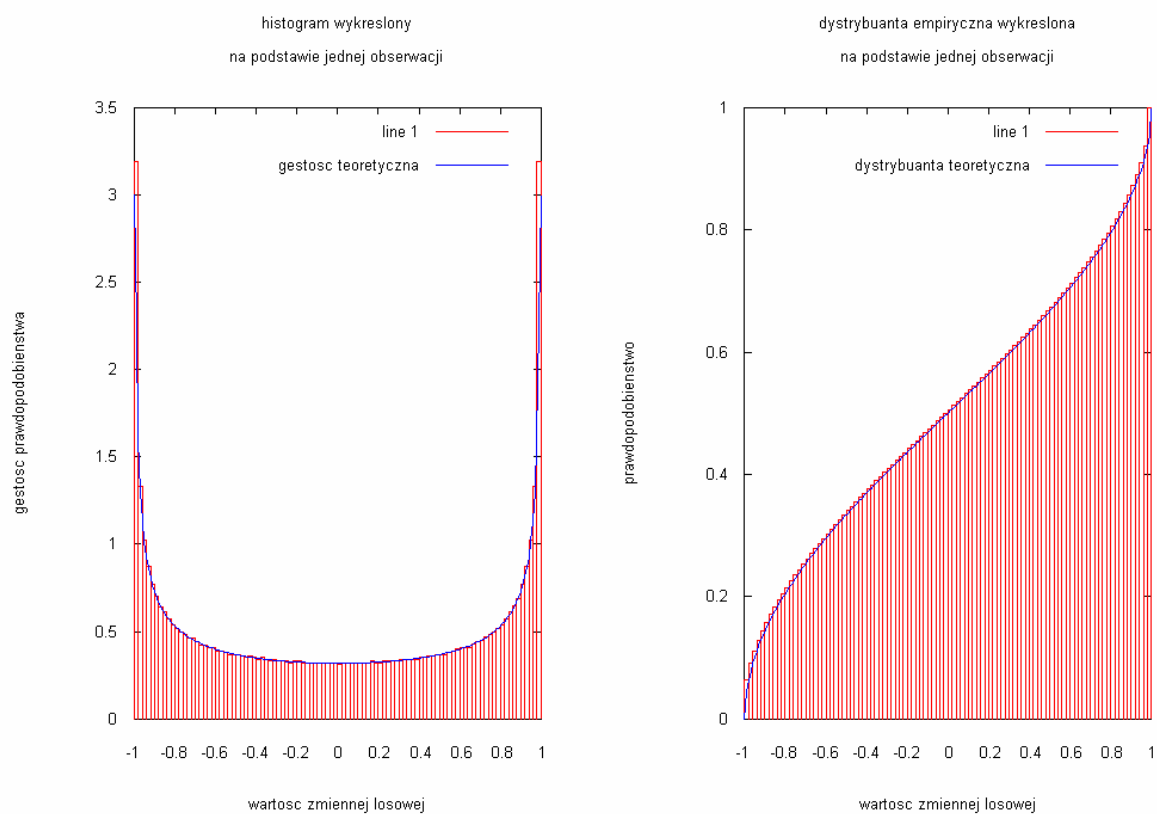 histogram wykreslony
na podstawie jednej obserwacji
3.5
3
2.5
2
1.5
1
0.5
0
line 1
gestosc teoretyczna
gestosc prawdopodobienstwa
-1 -0.8 -0.6 -0.4 -0.2 0 0.2 0.4 0.6 0.8 1
wartosc zmiennej losowej
dystrybuanta empiryczna wykreslona
na podstawie jednej obserwacji
1
0.8
0.6
0.4
0.2
0
line 1
dystrybuanta teoretyczna
prawdopodobienstwo
-1 -0.8 -0.6 -0.4 -0.2 0 0.2 0.4 0.6 0.8 1
wartosc zmiennej losowej